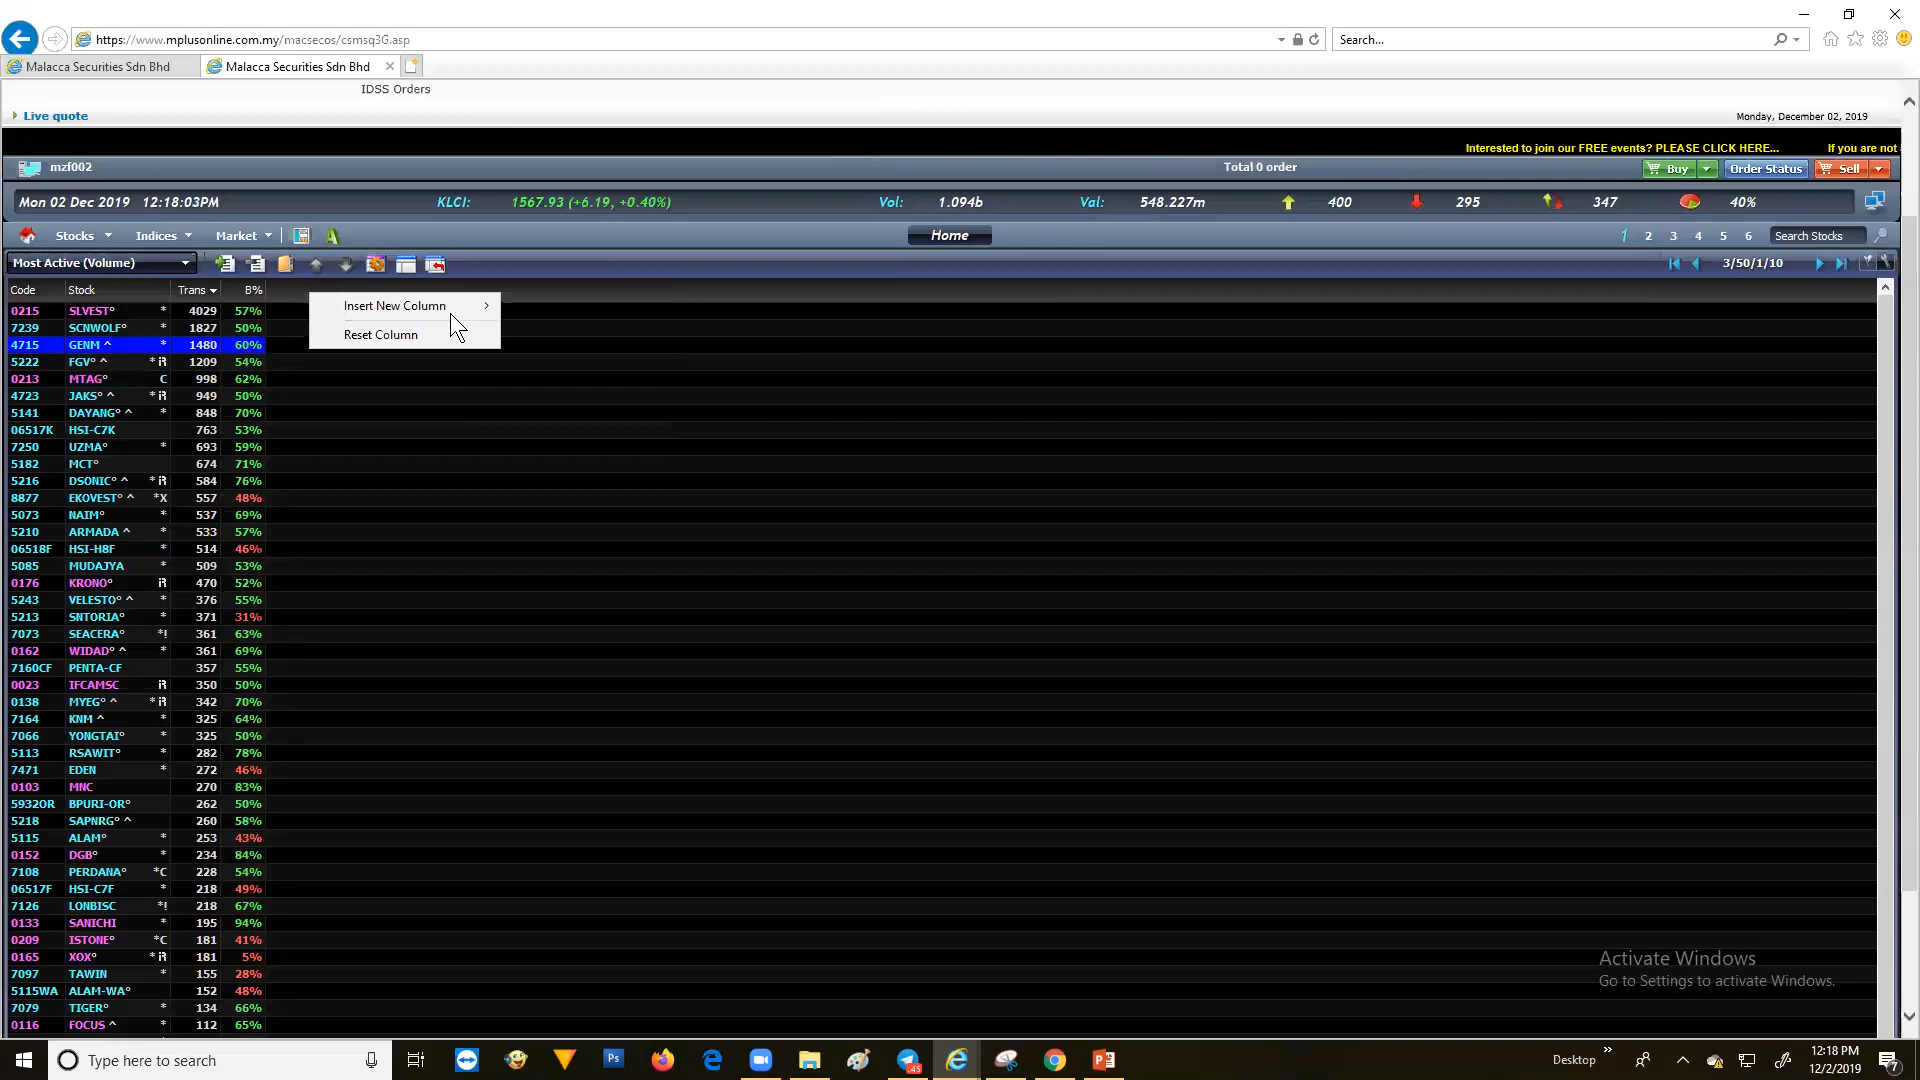 https://www.mplusonline.com.my/macsecos/csmsq3G.asp
Search...
Malacca Securities Sdn Bhd
Malacca Securities Sdn Bhd
IDSS Orders
Live quote
Monday, December 02, 2019
Interested to join our FREE events? PLEASE CLICK HERE...
If you are not
mzf002
Total 0 order
Buy
Order Status
Sell
Mon 02 Dec 2019 12:18:03PM
KLCI: 1567.93 (+6.19, +0.40%)
Vol: 1.094b
Val: 548.227m
400
295
347
40%
Stocks
Indices
Market
Home
1 2 3 4 5 6
Search Stocks
Most Active (Volume)
3/50/1/10
Code Stock Trans B%
Insert New Column
Reset Column
0215 SLVEST° * 4029 57%
7239 SCNWOLF° * 1827 50%
4715 GENM ^ * 1480 60%
5222 FGV° ^ * iR 1209 54%
0213 MTAG° C 998 62%
4723 JAKS° ^ * iR 949 50%
5141 DAYANG° ^ * 848 70%
06517K HSI-C7K 763 53%
7250 UZMA° * 693 59%
5182 MCT° 674 71%
5216 DSONIC° ^ * iR 584 76%
8877 EKOVEST° ^ *X 557 48%
5073 NAIM° * 537 69%
5210 ARMADA ^ * 533 57%
06518F HSI-H8F * 514 46%
5085 MUDAJYA * 509 53%
0176 KRONO° iR 470 52%
5243 VELESTO° ^ * 376 55%
5213 SNTORIA° * 371 31%
7073 SEACERA° *! 361 63%
0162 WIDAD° ^ * 361 69%
7160CF PENTA-CF 357 55%
0023 IFCAMSC iR 350 50%
0138 MYEG° ^ * iR 342 70%
7164 KNM ^ * 325 64%
7066 YONGTAI° * 325 50%
5113 RSAWIT° * 282 78%
7471 EDEN * 272 46%
0103 MNC 270 83%
5932OR BPURI-OR° 262 50%
5218 SAPNRG° ^ 260 58%
5115 ALAM° * 253 43%
0152 DGB° * 234 84%
7108 PERDANA° *C 228 54%
06517F HSI-C7F * 218 49%
7126 LONBISC *! 218 67%
0133 SANICHI * 195 94%
0209 ISTONE° *C 181 41%
0165 XOX° * iR 181 5%
7097 TAWIN * 155 28%
5115WA ALAM-WA° 152 48%
7079 TIGER° * 134 66%
0116 FOCUS ^ * 112 65%
Activate Windows
Go to Settings to activate Windows.
Type here to search
Ps
45
Desktop
12:18 PM
12/2/2019
7